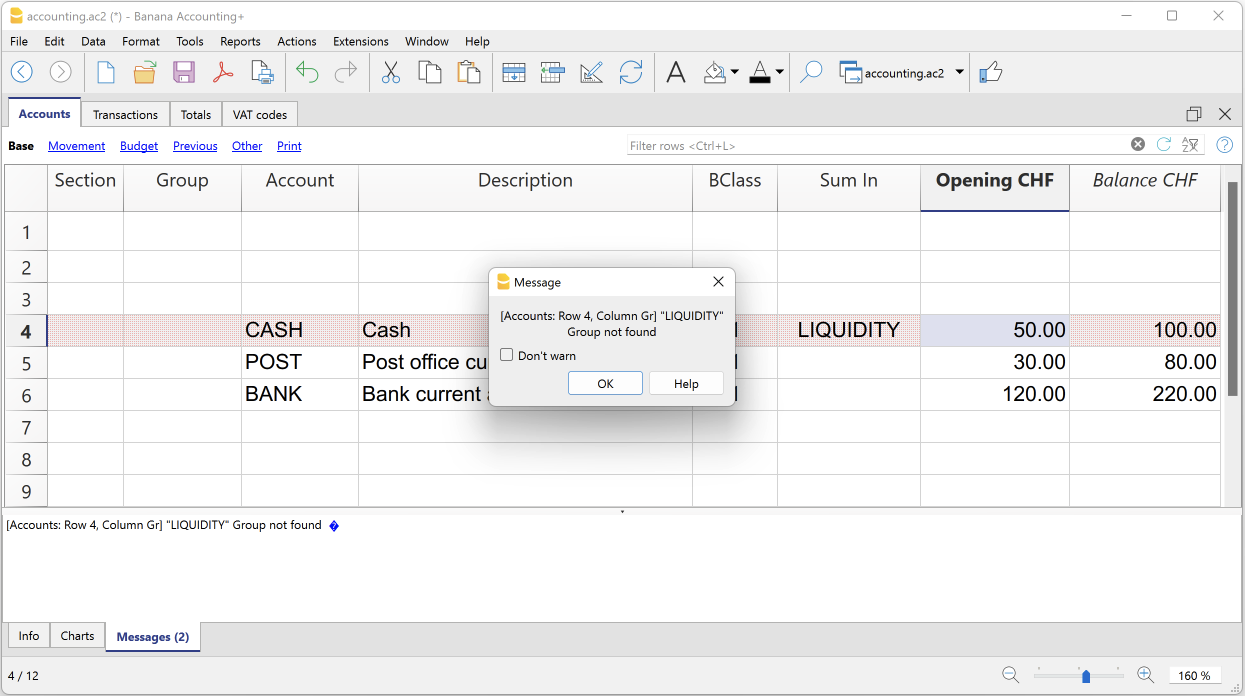 accounting.ac2 (*) - Banana Accounting+
File Edit Data Format Tools Reports Actions Extensions Window Help
accounting.ac2
Accounts Transactions Totals VAT codes
Base Movement Budget Previous Other Print Filter rows <Ctrl+L>
Section Group Account Description BClass Sum In Opening CHF Balance CHF
1
2
3
4 CASH Cash LIQUIDITY 50.00 100.00
5 POST Post office cu 30.00 80.00
6 BANK Bank current 120.00 220.00
7
8
9
Message
[Accounts: Row 4, Column Gr] "LIQUIDITY"
Group not found
Don't warn
OK Help
[Accounts: Row 4, Column Gr] "LIQUIDITY" Group not found
Info Charts Messages (2)
4 / 12 160 %